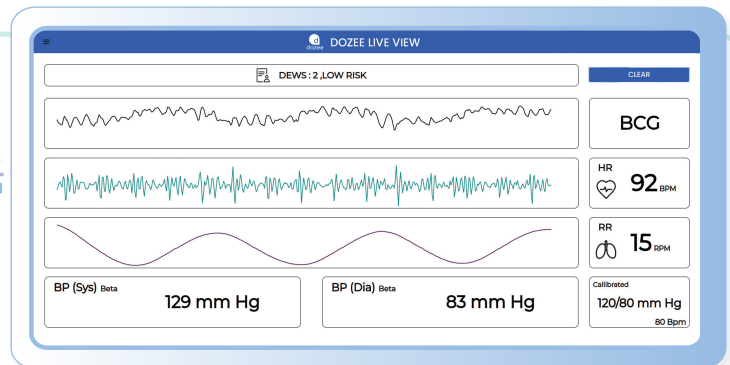 d
dozee
DOZEE LIVE VIEW
DEWS : 2 ,LOW RISK
CLEAR
BCG
HR
92 BPM
RR
15 RPM
BP (Sys) Beta
129 mm Hg
BP (Dia) Beta
83 mm Hg
Callibrated
120/80 mm Hg
80 Bpm